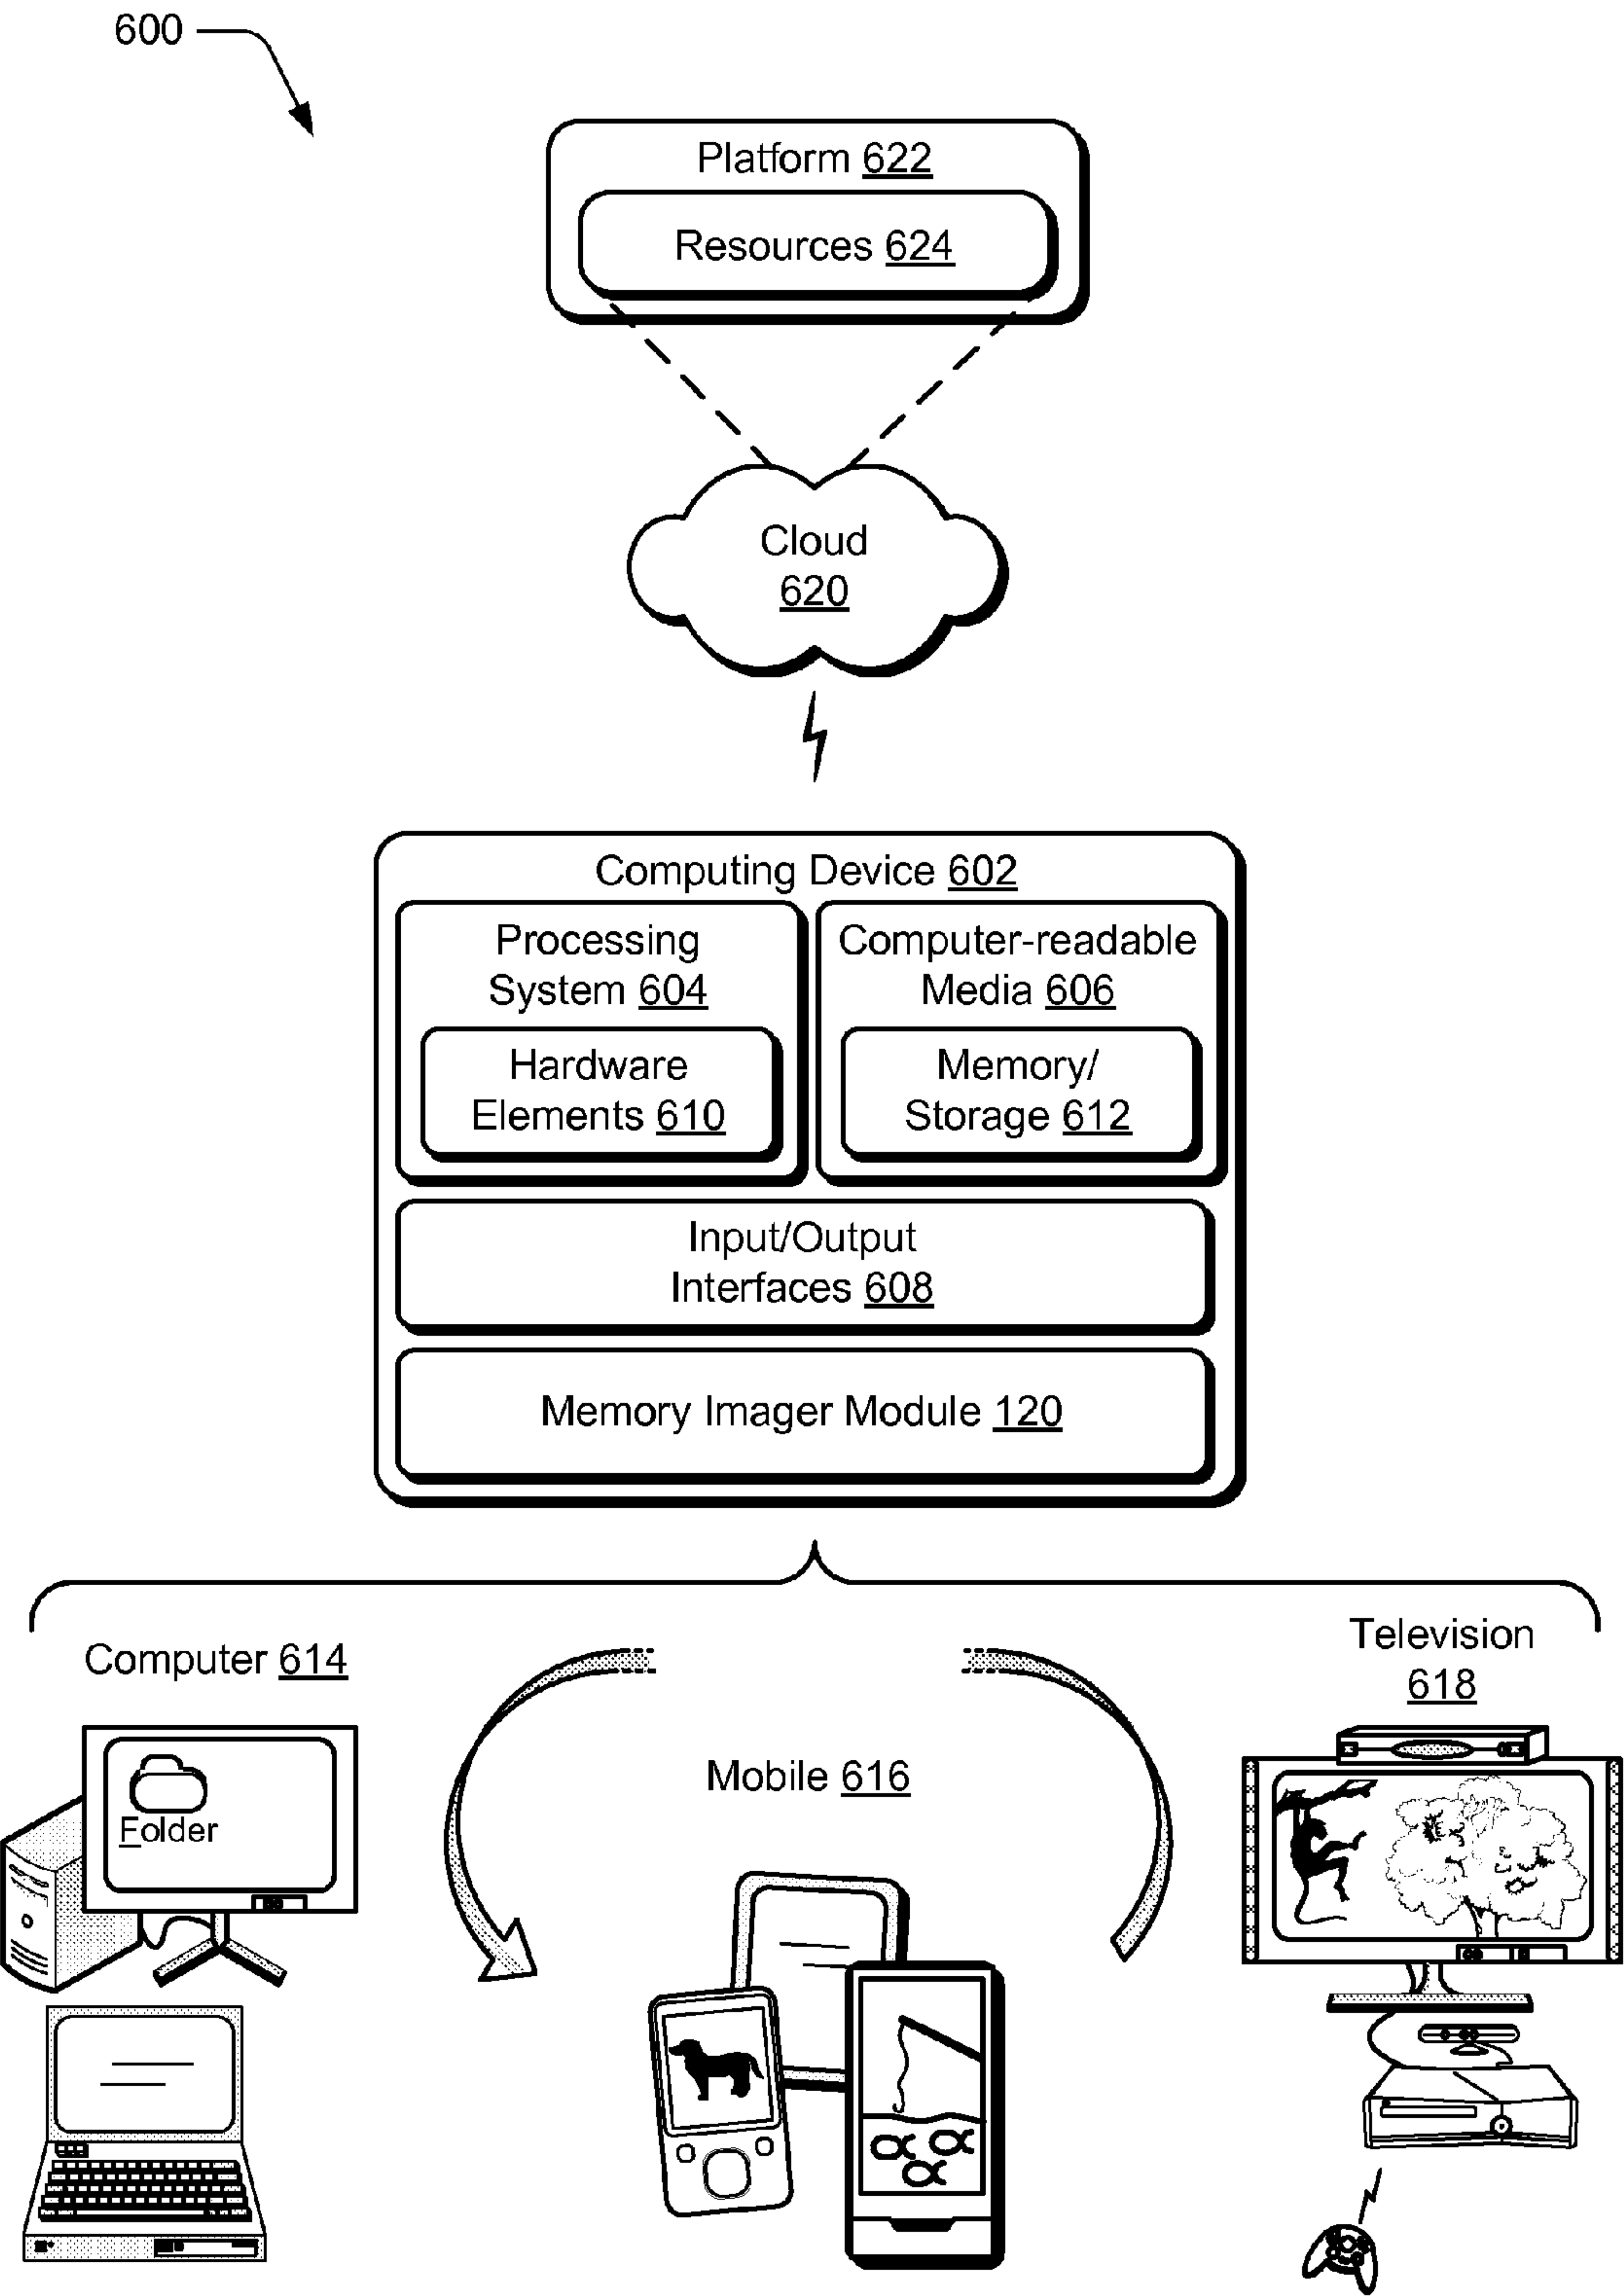 600
Platform 622
Resources 624
Cloud
620
Computing Device 602
Processing
System 604
Hardware
Elements 610
Computer-readable
Media 606
Memory/
Storage 612
Input/Output
Interfaces 608
Memory Imager Module 120
Computer 614
Folder
Mobile 616
Television
618